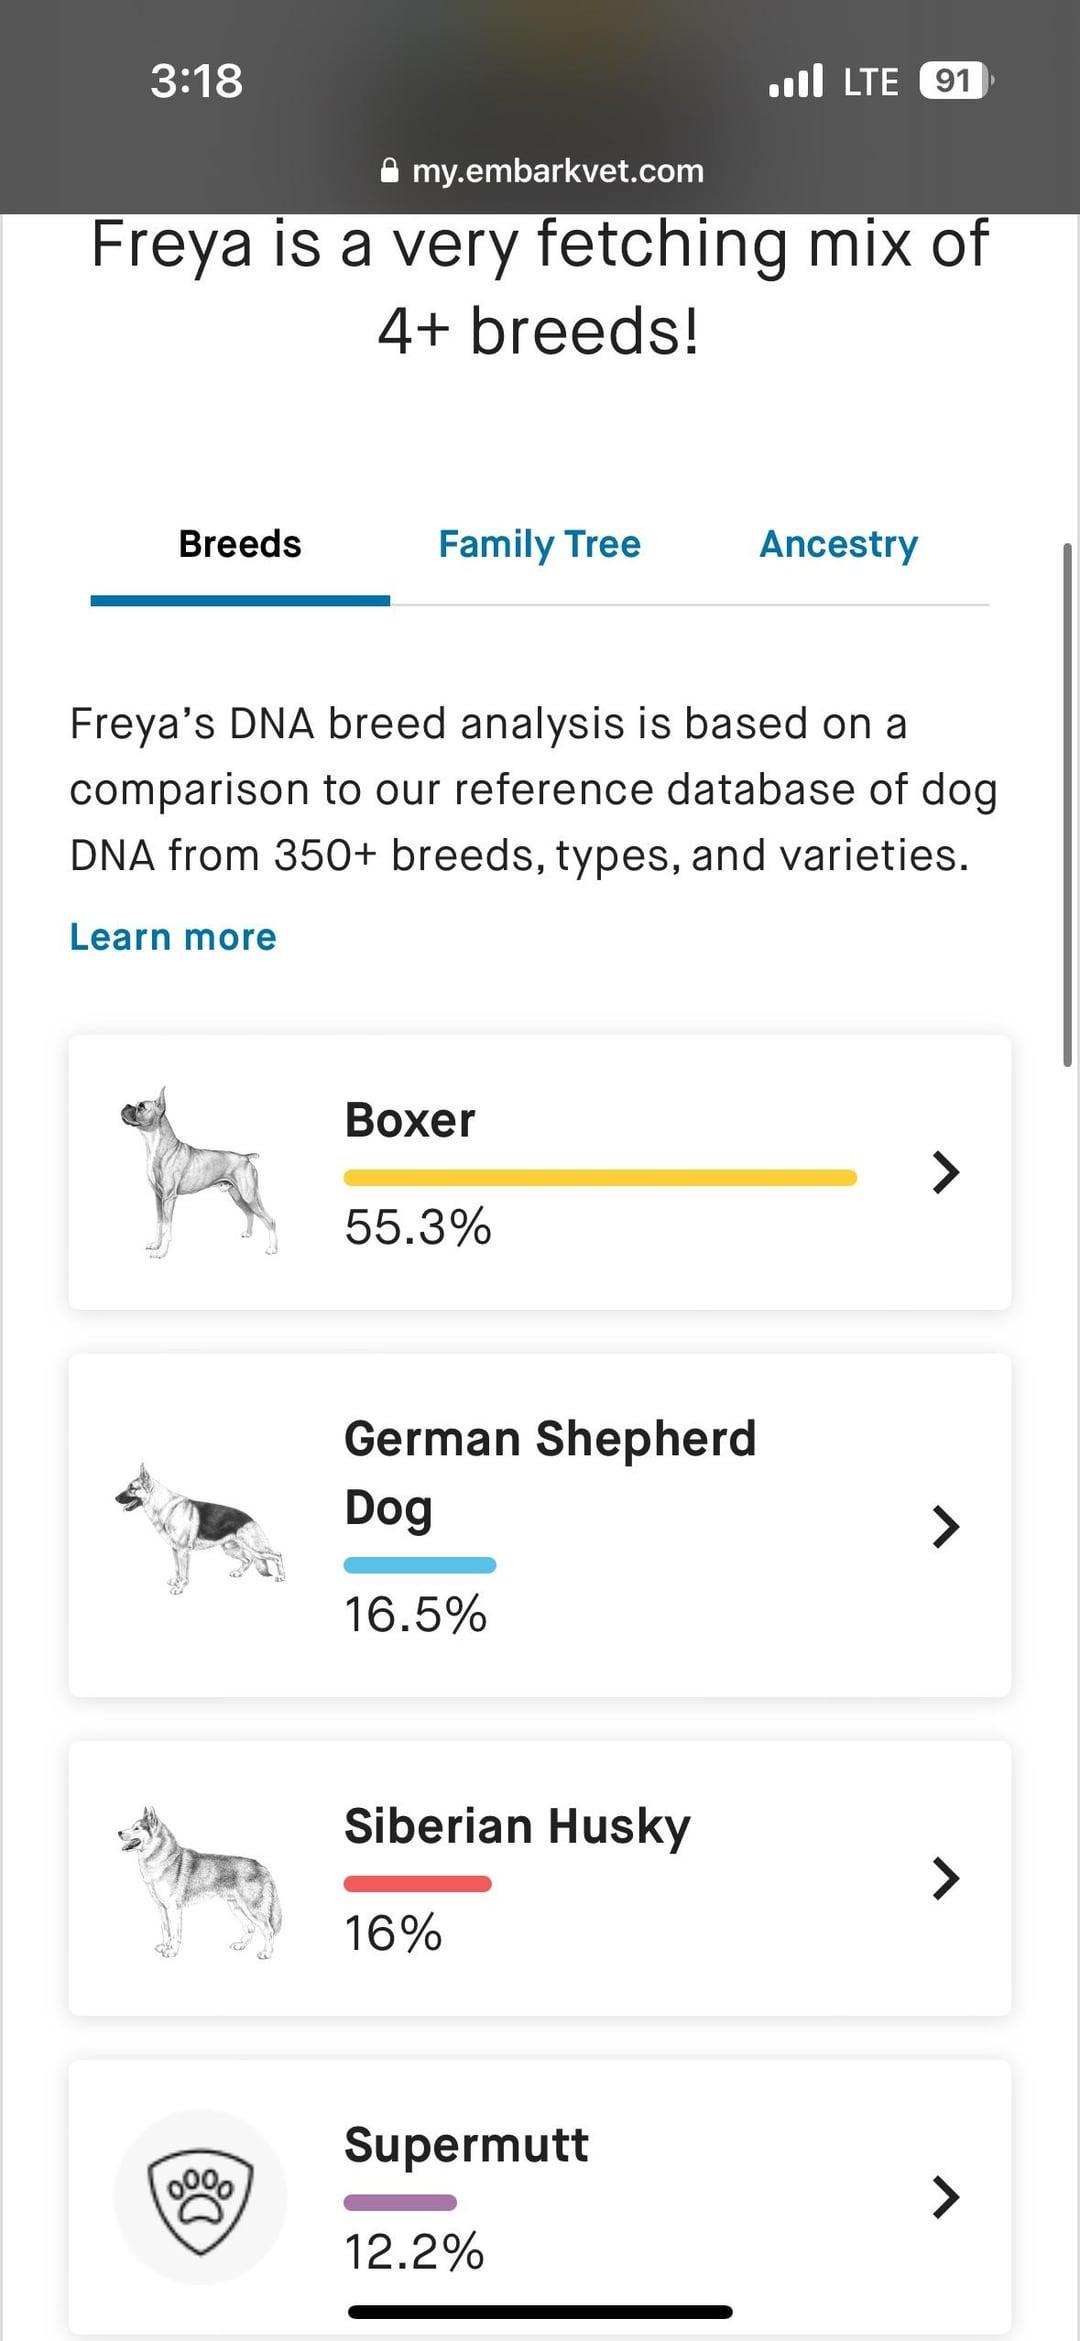 3:18
LTE 91
my.embarkvet.com
Freya is a very fetching mix of
4+ breeds!
Breeds Family Tree Ancestry
Freya’s DNA breed analysis is based on a
comparison to our reference database of dog
DNA from 350+ breeds, types, and varieties.
Learn more
Boxer
55.3%
German Shepherd
Dog
16.5%
Siberian Husky
16%
Supermutt
12.2%